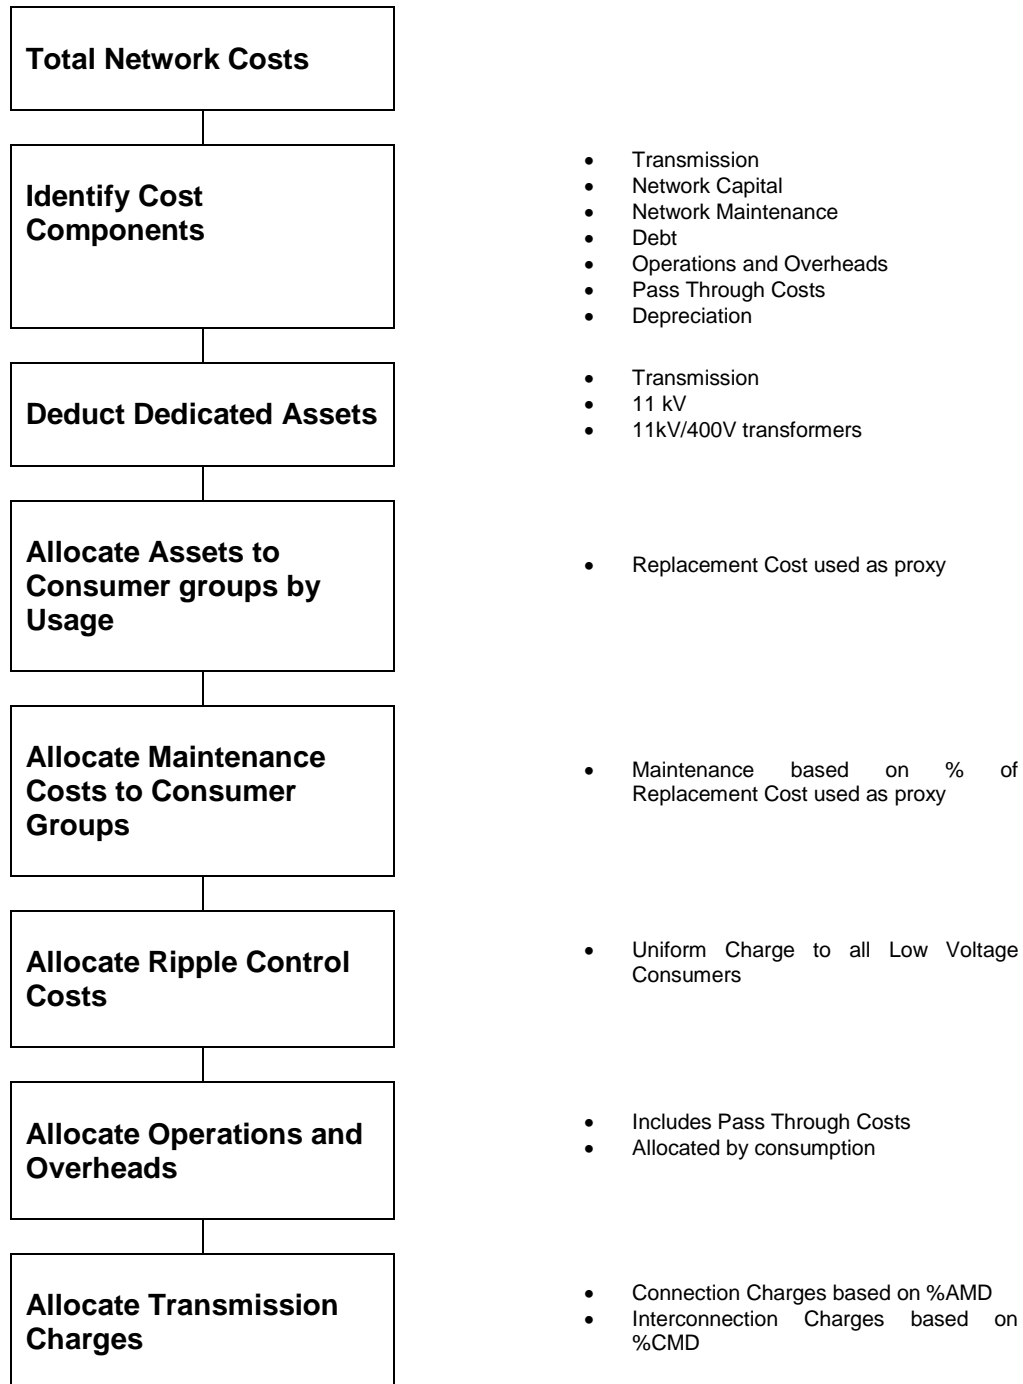 Total Network Costs
Identify Cost
Components
• Transmission
• Network Capital
• Network Maintenance
• Debt
• Operations and Overheads
• Pass Through Costs
• Depreciation
Deduct Dedicated Assets
• Transmission
• 11 kV
• 11kV/400V transformers
Allocate Assets to
Consumer groups by
Usage
• Replacement Cost used as proxy
Allocate Maintenance
Costs to Consumer
Groups
• Maintenance based on % of
Replacement Cost used as proxy
Allocate Ripple Control
Costs
• Uniform Charge to all Low Voltage
Consumers
Allocate Operations and
Overheads
• Includes Pass Through Costs
• Allocated by consumption
Allocate Transmission
Charges
• Connection Charges based on %AMD
• Interconnection Charges based on
%CMD